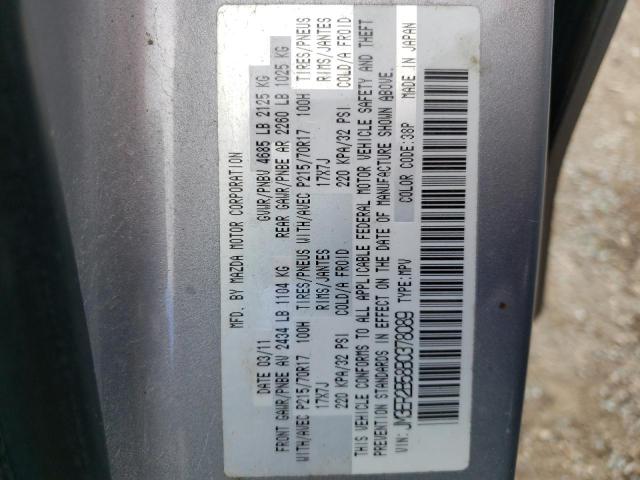 MFD. BY MAZDA MOTOR CORPORATION
DATE 03/11 GVWR/PNBV 4685 LB 2125 KG
FRONT GAWR/PNBE AV 2434 LB 1104 KG REAR GAWR/PNBE AR 2260 LB 1025 KG
WITH/AVEC P215/70R17 100H TIRES/PNEUS WITH/AVEC P215/70R17 100H TIRES/PNEUS
17X7J RIMS/JANTES 17X7J RIMS/JANTES
220 KPA/32 PSI COLD/A FROID 220 KPA/32 PSI COLD/A FROID
THIS VEHICLE CONFORMS TO ALL APPLICABLE FEDERAL MOTOR VEHICLE SAFETY AND THEFT
PREVENTION STANDARDS IN EFFECT ON THE DATE OF MANUFACTURE SHOWN ABOVE.
COLOR CODE:38P MADE IN JAPAN
VIN: JM3ER2BE5B0378089 TYPE:MPV